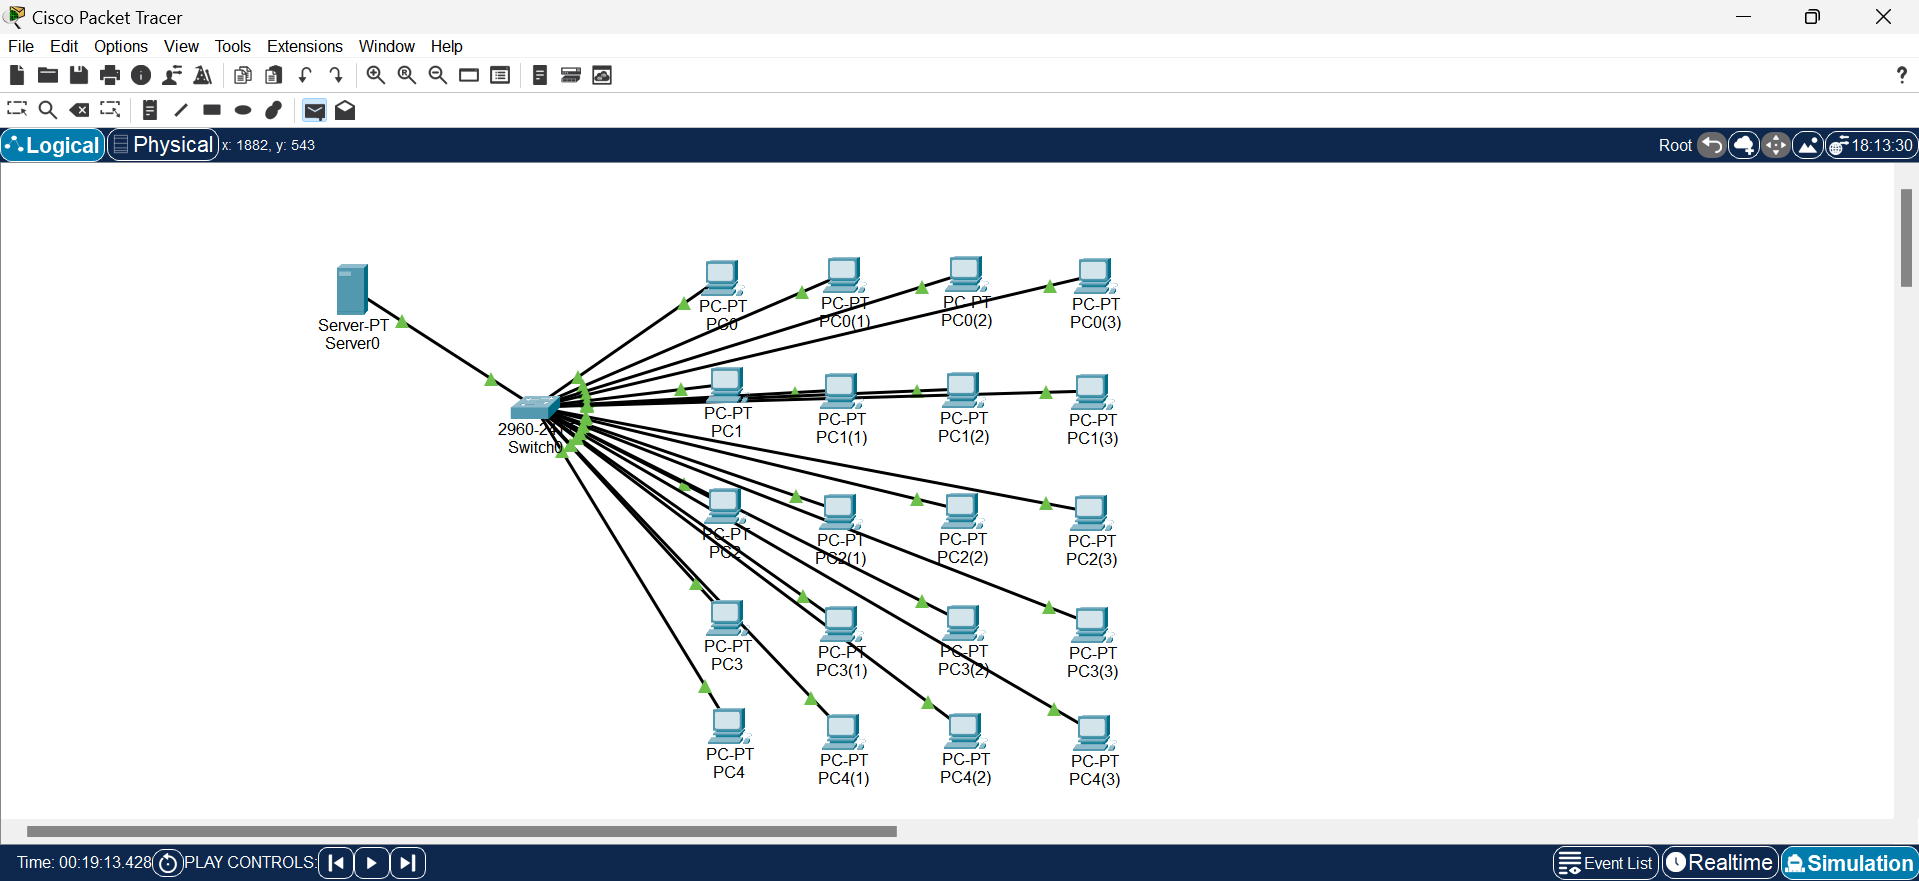 Cisco Packet Tracer
File Edit Options View Tools Extensions Window Help
?
Logical Physical x: 1882, y: 543 Root 18:13:30
Server-PT
Server0
2960-24
Switch0
PC-PT
PC0
PC-PT
PC0(1)
PC-PT
PC0(2)
PC-PT
PC0(3)
PC-PT
PC1
PC-PT
PC1(1)
PC-PT
PC1(2)
PC-PT
PC1(3)
PC-PT
PC2
PC-PT
PC2(1)
PC-PT
PC2(2)
PC-PT
PC2(3)
PC-PT
PC3
PC-PT
PC3(1)
PC-PT
PC3(2)
PC-PT
PC3(3)
PC-PT
PC4
PC-PT
PC4(1)
PC-PT
PC4(2)
PC-PT
PC4(3)
Time: 00:19:13.428 PLAY CONTROLS: Event List Realtime Simulation